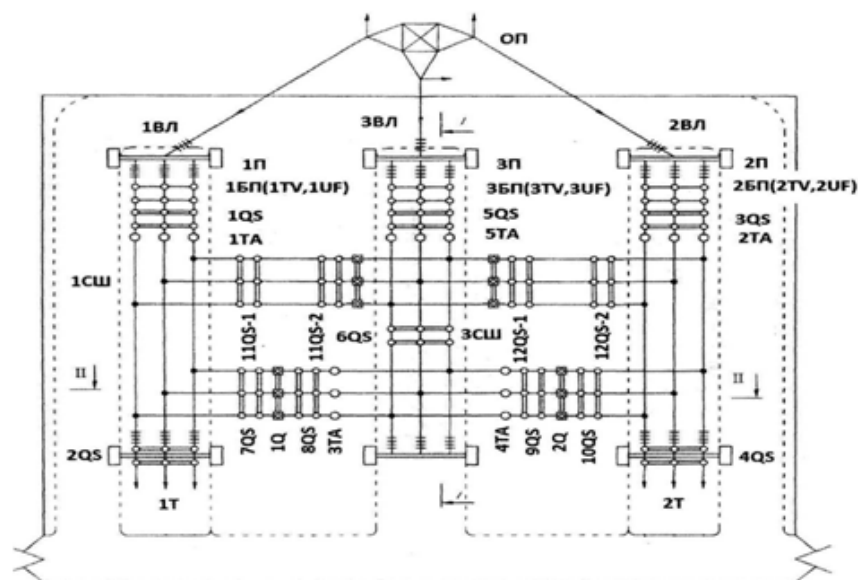 ОП
1ВЛ
3ВЛ
I
2ВЛ
1П
3П
2П
1БП(1TV,1UF)
3БП(3TV,3UF)
2БП(2TV,2UF)
1QS
5QS
3QS
1TA
5TA
2TA
1СШ
11QS-1
11QS-2
6QS
3СШ
12QS-1
12QS-2
II
II
7QS
1Q
8QS
3TA
4TA
9QS
2Q
10QS
2QS
4QS
I
1Т
2Т